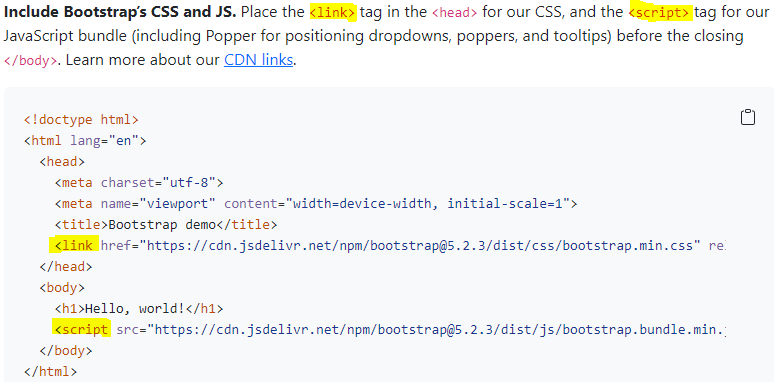 Include Bootstrap's CSS and JS. Place the <link> tag in the <head> for our CSS, and the <script> tag for our
JavaScript bundle (including Popper for positioning dropdowns, poppers, and tooltips) before the closing
</body>. Learn more about our CDN links.
<!doctype html>
<html lang="en">
  <head>
    <meta charset="utf-8">
    <meta name="viewport" content="width=device-width, initial-scale=1">
    <title>Bootstrap demo</title>
    <link href="https://cdn.jsdelivr.net/npm/bootstrap@5.2.3/dist/css/bootstrap.min.css"
  </head>
  <body>
    <h1>Hello, world!</h1>
    <script src="https://cdn.jsdelivr.net/npm/bootstrap@5.2.3/dist/js/bootstrap.bundle.min.
  </body>
</html>